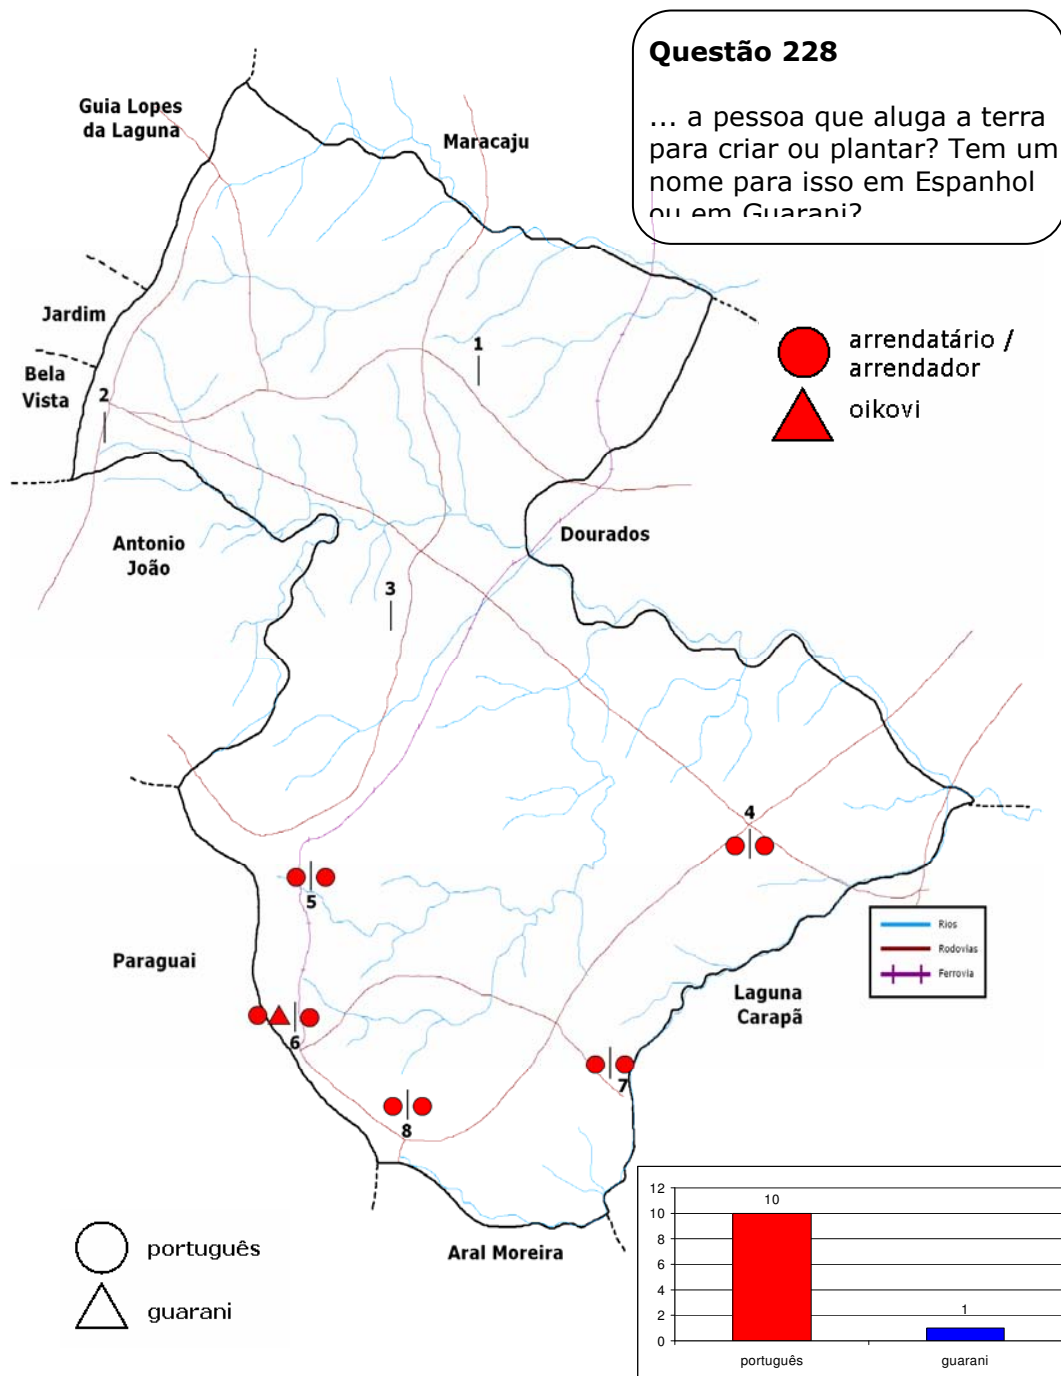 Questão 228
... a pessoa que aluga a terra
para criar ou plantar? Tem um
nome para isso em Espanhol
ou em Guarani?
Guia Lopes
da Laguna
Maracaju
Jardim
Bela
Vista
1
2
arrendatário /
arrendador
oikovi
Antonio
João
Dourados
3
4
5
Paraguai
Rios
Rodovias
Ferrovia
Laguna
Carapã
6
7
8
português
guarani
Aral Moreira
12
10
8
6
4
2
0
10
1
português
guarani